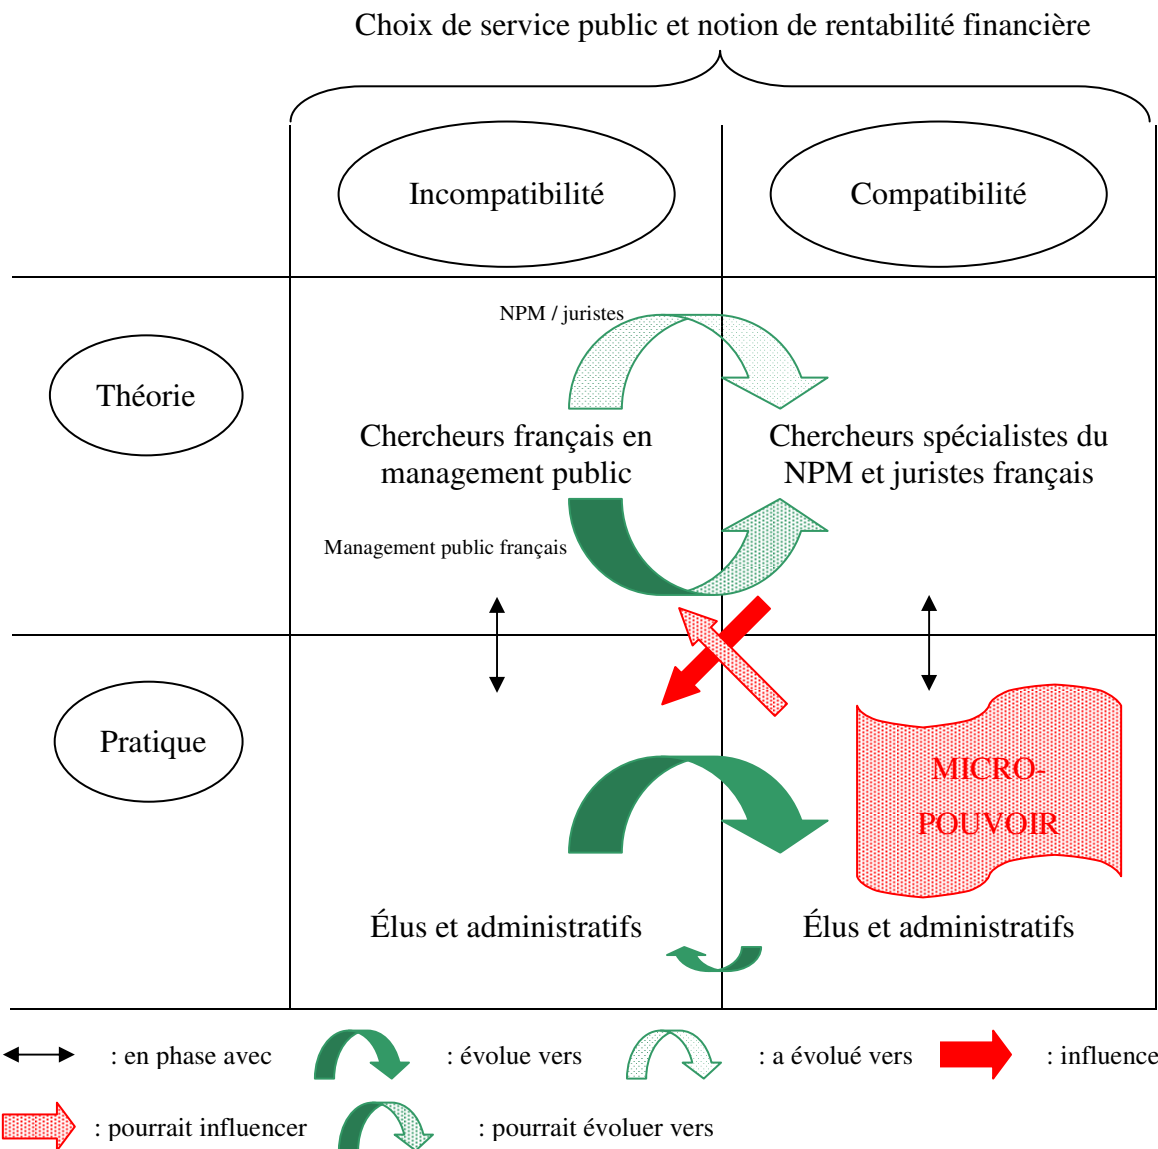 Choix de service public et notion de rentabilité financière
Incompatibilité
Compatibilité
NPM / juristes
Théorie
Chercheurs français en
management public
Chercheurs spécialistes du
NPM et juristes français
Management public français
Pratique
MICRO-
POUVOIR
Élus et administratifs
Élus et administratifs
: en phase avec
: évolue vers
: a évolué vers
: influence
: pourrait influencer
: pourrait évoluer vers